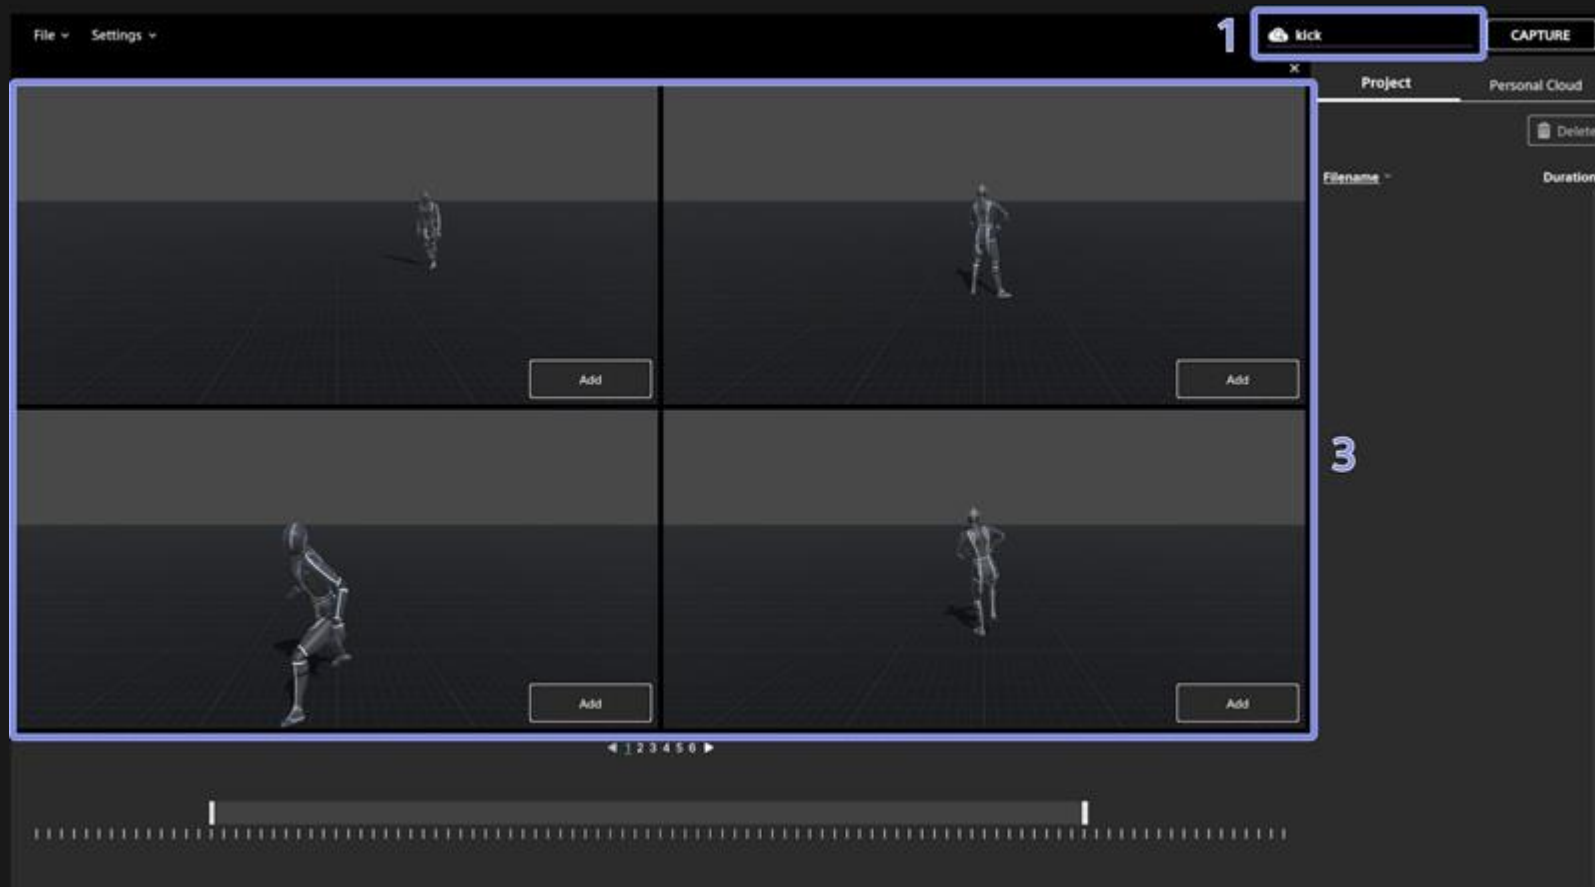 File Settings 1 kick CAPTURE
Project Personal Cloud
Delete
Filename Duration
Add Add
3
Add Add
1 2 3 4 5 6